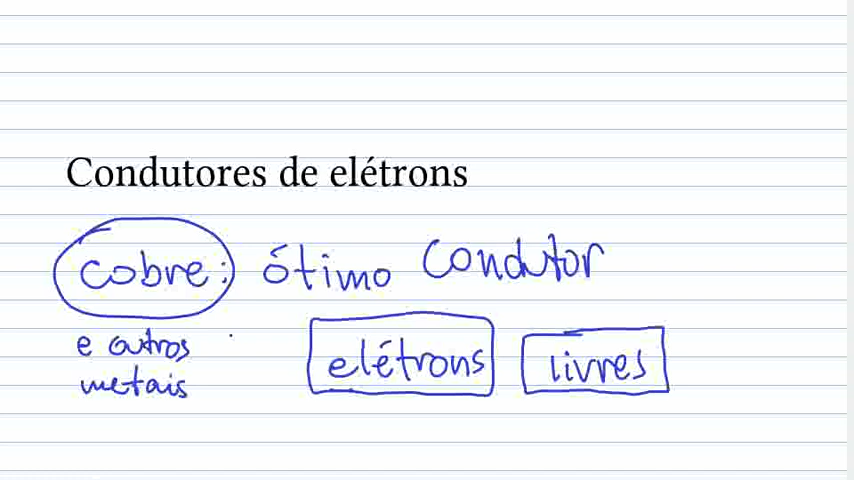 Condutores de elétrons
cobre: ótimo condutor
e outros
metais
elétrons livres